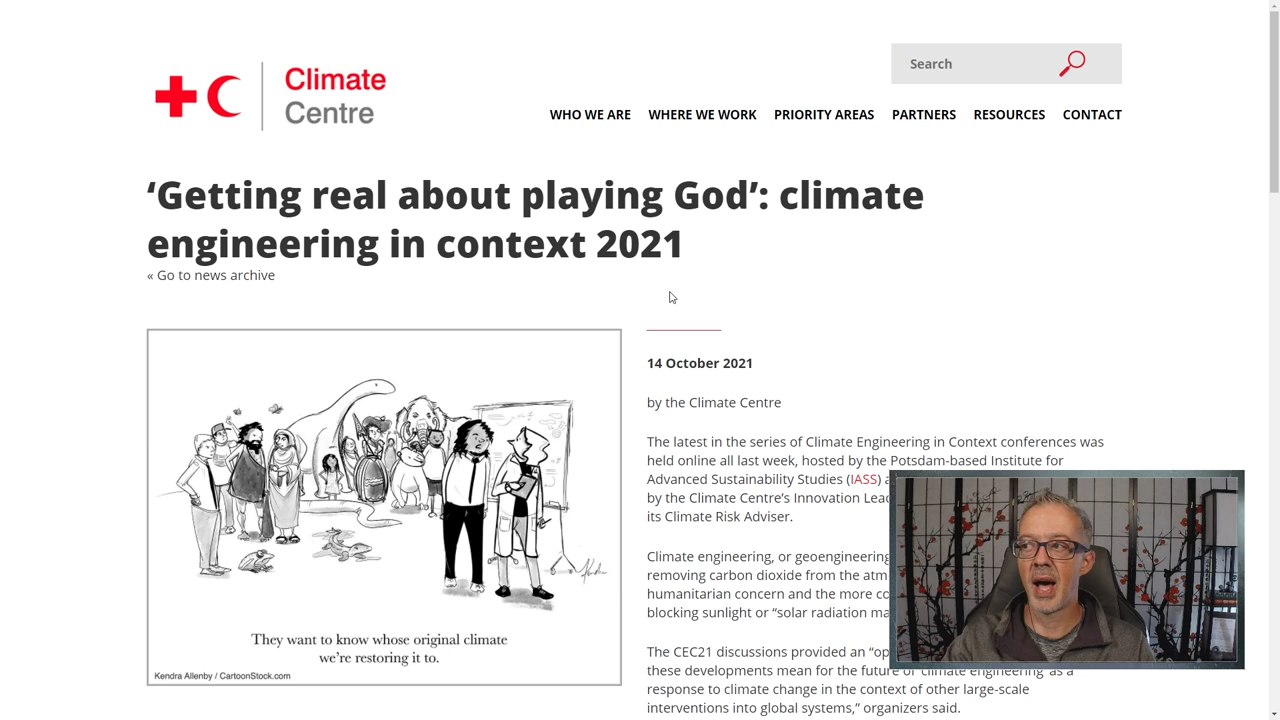 Search
Climate
Centre
WHO WE ARE WHERE WE WORK PRIORITY AREAS PARTNERS RESOURCES CONTACT
‘Getting real about playing God’: climate
engineering in context 2021
« Go to news archive
14 October 2021
by the Climate Centre
The latest in the series of Climate Engineering in Context conferences was
held online all last week, hosted by the Potsdam-based Institute for
Advanced Sustainability Studies (IASS)
by the Climate Centre’s Innovation
its Climate Risk Adviser.
Climate engineering, or geoengineering
removing carbon dioxide from the
humanitarian concern and the more
blocking sunlight or “solar radiation
The CEC21 discussions provided an
these developments mean for the future of ‘climate engineering’ as a
response to climate change in the context of other large-scale
interventions into global systems,” organizers said.
They want to know whose original climate
we’re restoring it to.
Kendra Allenby / CartoonStock.com